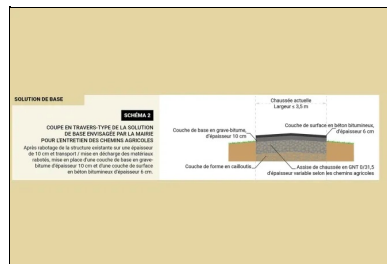 SOLUTION DE BASE
SCHÉMA 2
COUPE EN TRAVERS-TYPE DE LA SOLUTION
DE BASE ENVISAGÉE PAR LA MAIRIE
POUR L'ENTRETIEN DES CHEMINS AGRICOLES
Après rabotage de la structure existante sur une épaisseur
de 10 cm et transport / mise en décharge des matériaux
rabotés, mise en place d'une couche de base en grave-
bitume d'épaisseur 10 cm et d'une couche de surface
en béton bitumineux d'épaisseur 6 cm.
Chaussée actuelle
Largeur ≤ 3,5 m
Couche de surface en béton bitumineux,
d'épaisseur 6 cm
Couche de base en grave-bitume,
d'épaisseur 10 cm
Couche de forme en cailloutis
Assise de chaussée en GNT 0/31,5
d'épaisseur variable selon les chemins agricoles